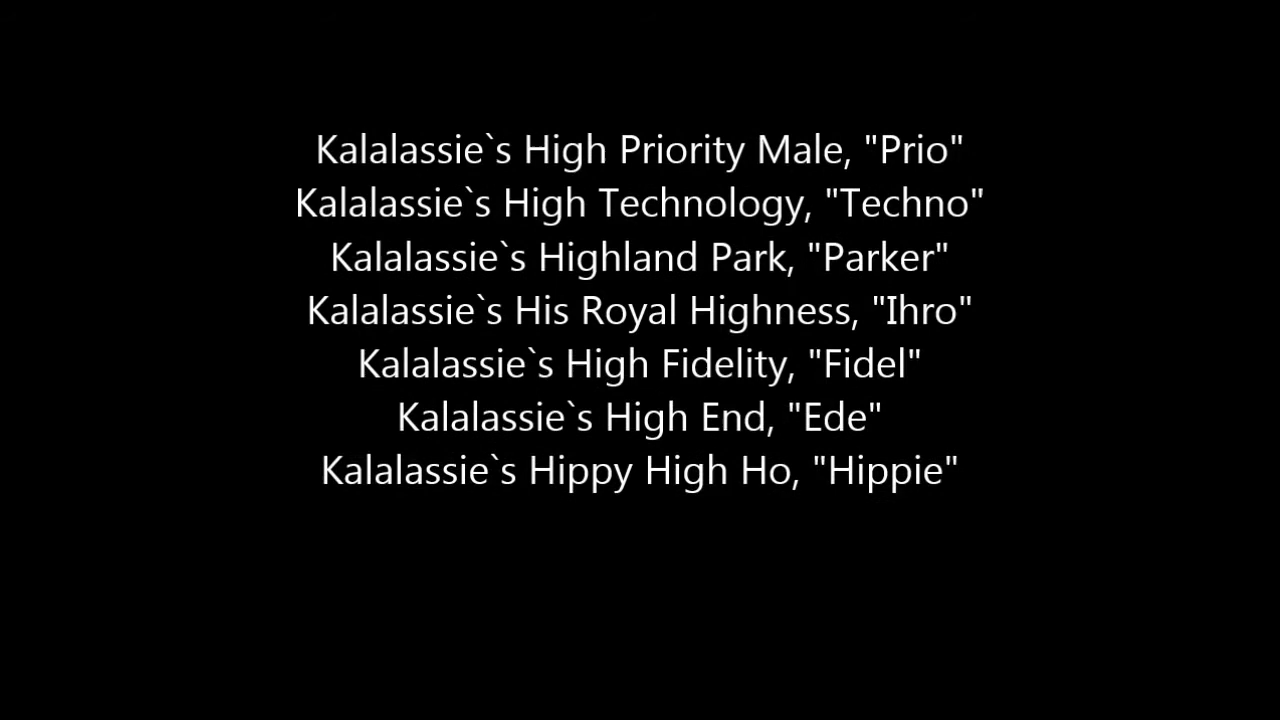 Kalalassie`s High Priority Male, "Prio"
Kalalassie`s High Technology, "Techno"
Kalalassie`s Highland Park, "Parker"
Kalalassie`s His Royal Highness, "Ihro"
Kalalassie`s High Fidelity, "Fidel"
Kalalassie`s High End, "Ede"
Kalalassie`s Hippy High Ho, "Hippie"